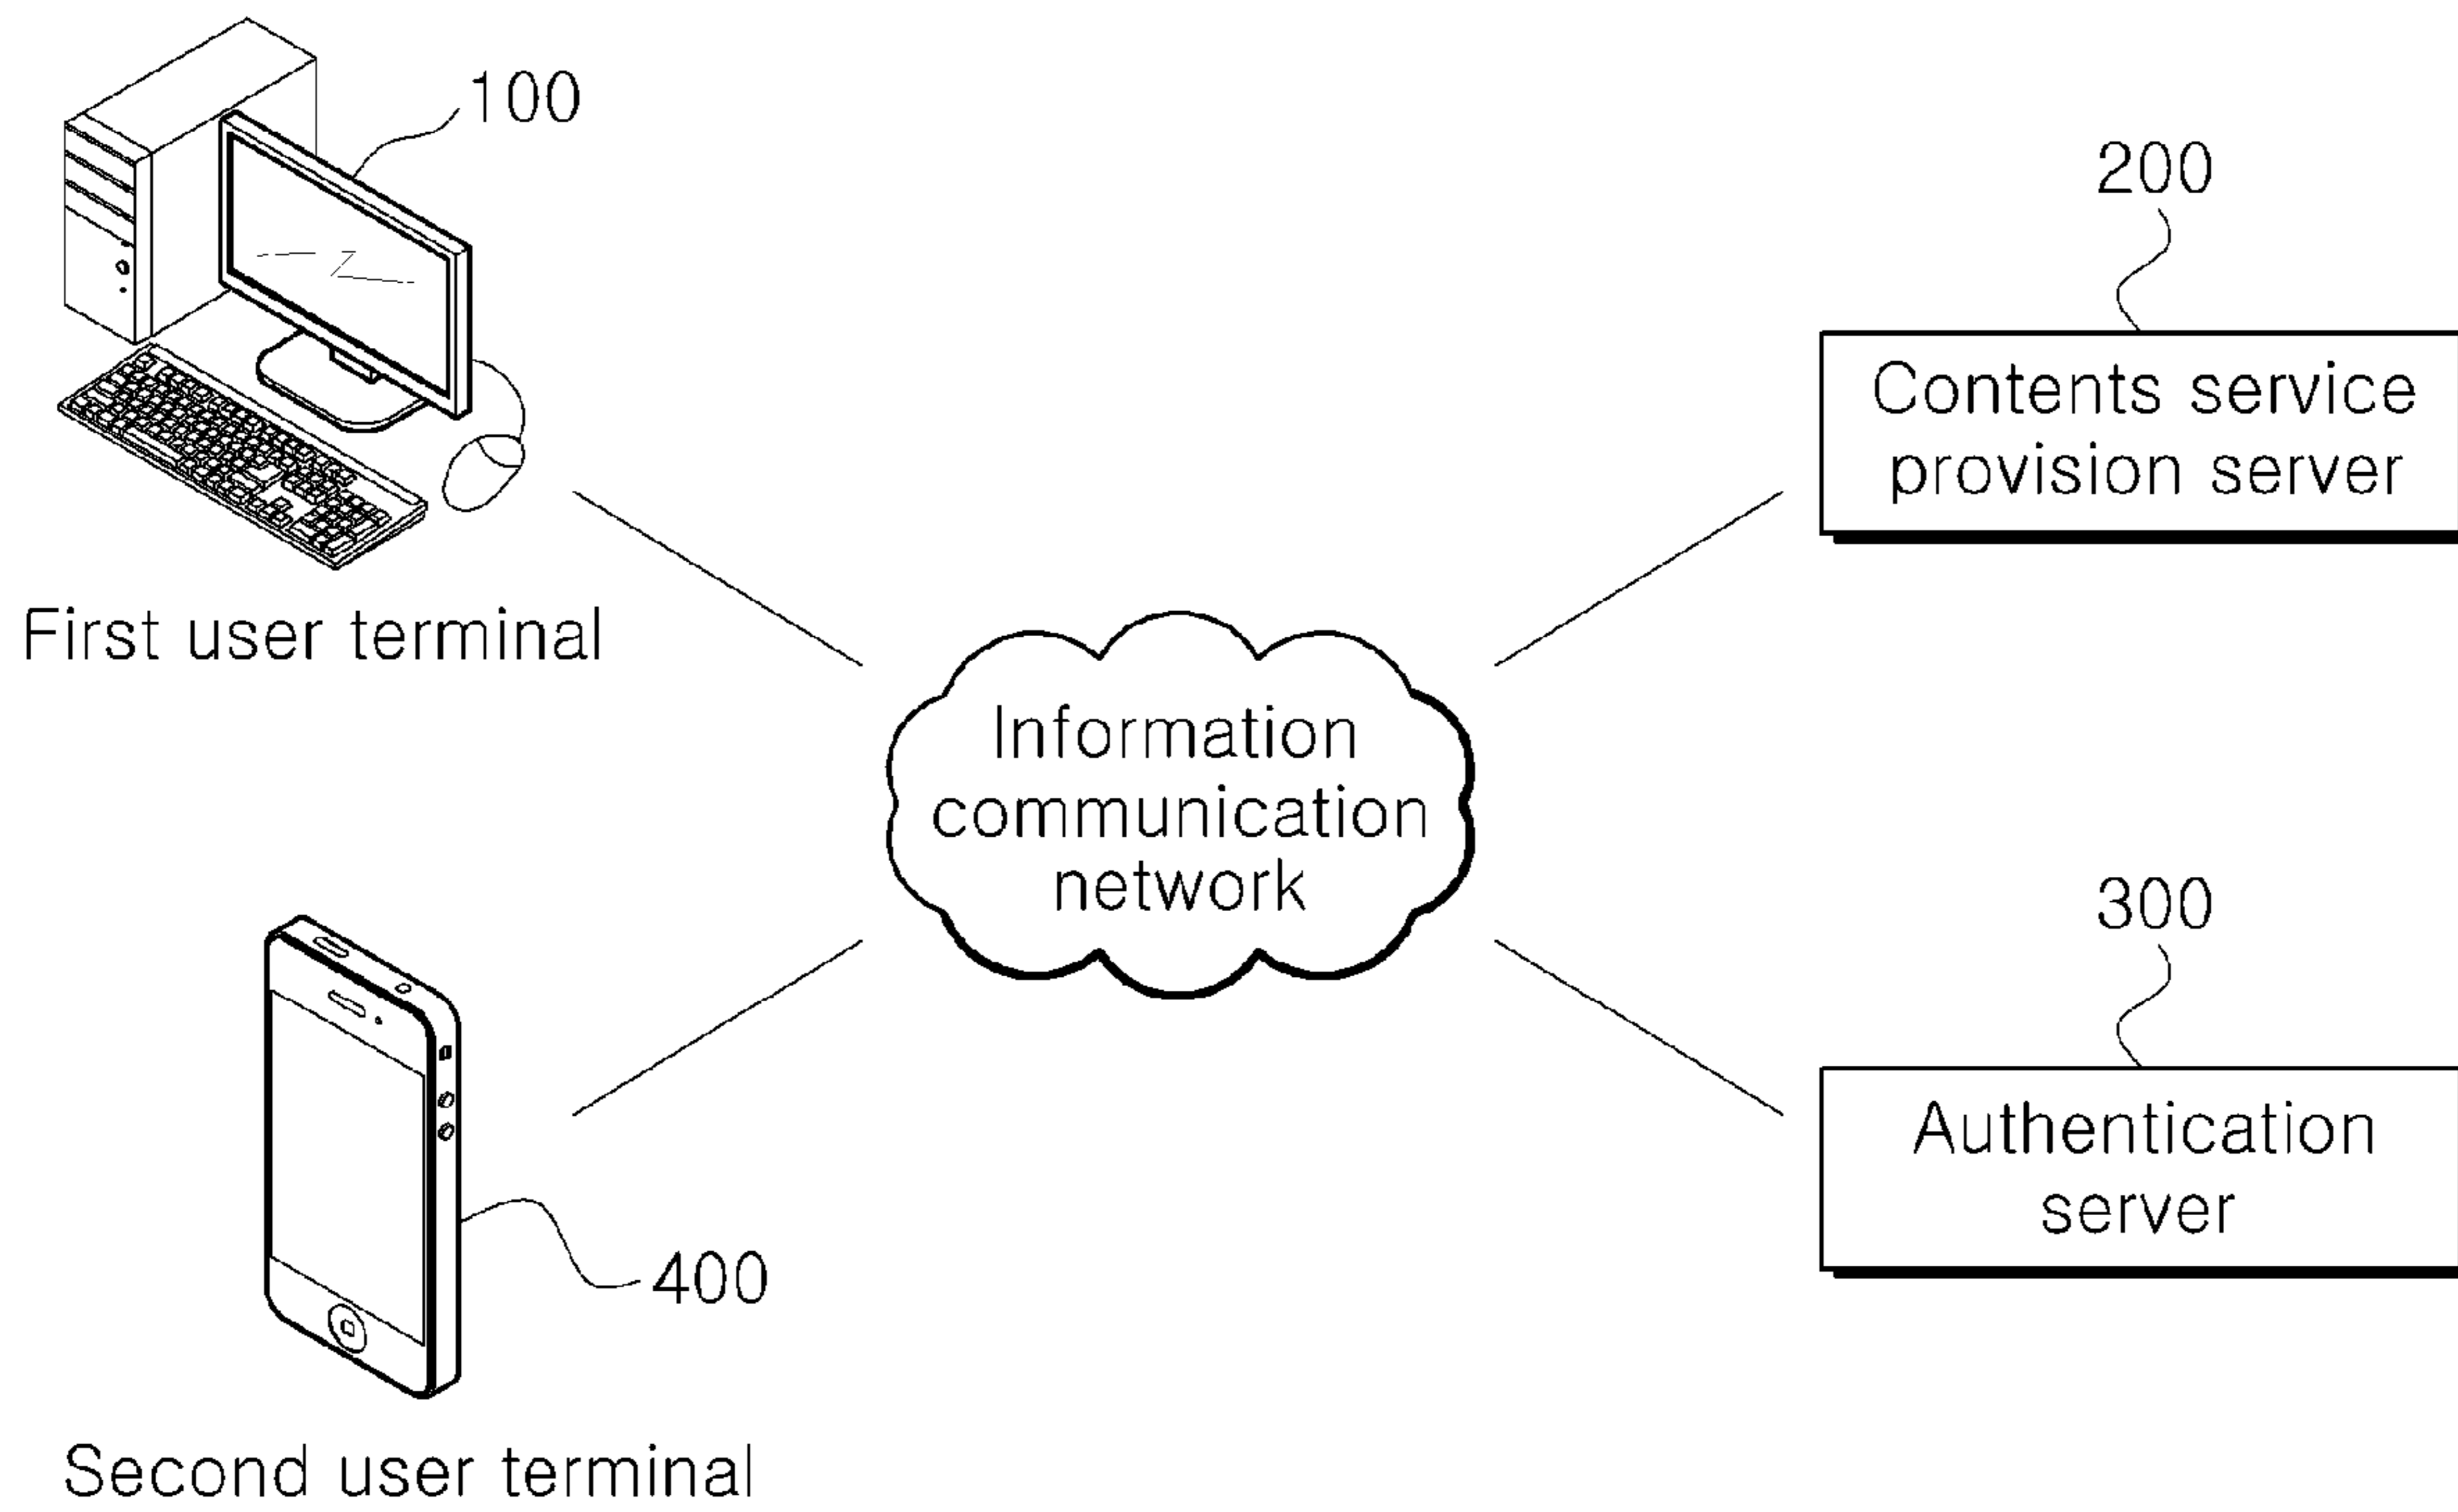 100
First user terminal
200
Contents service
provision server
Information
communication
network
300
Authentication
server
400
Second user terminal